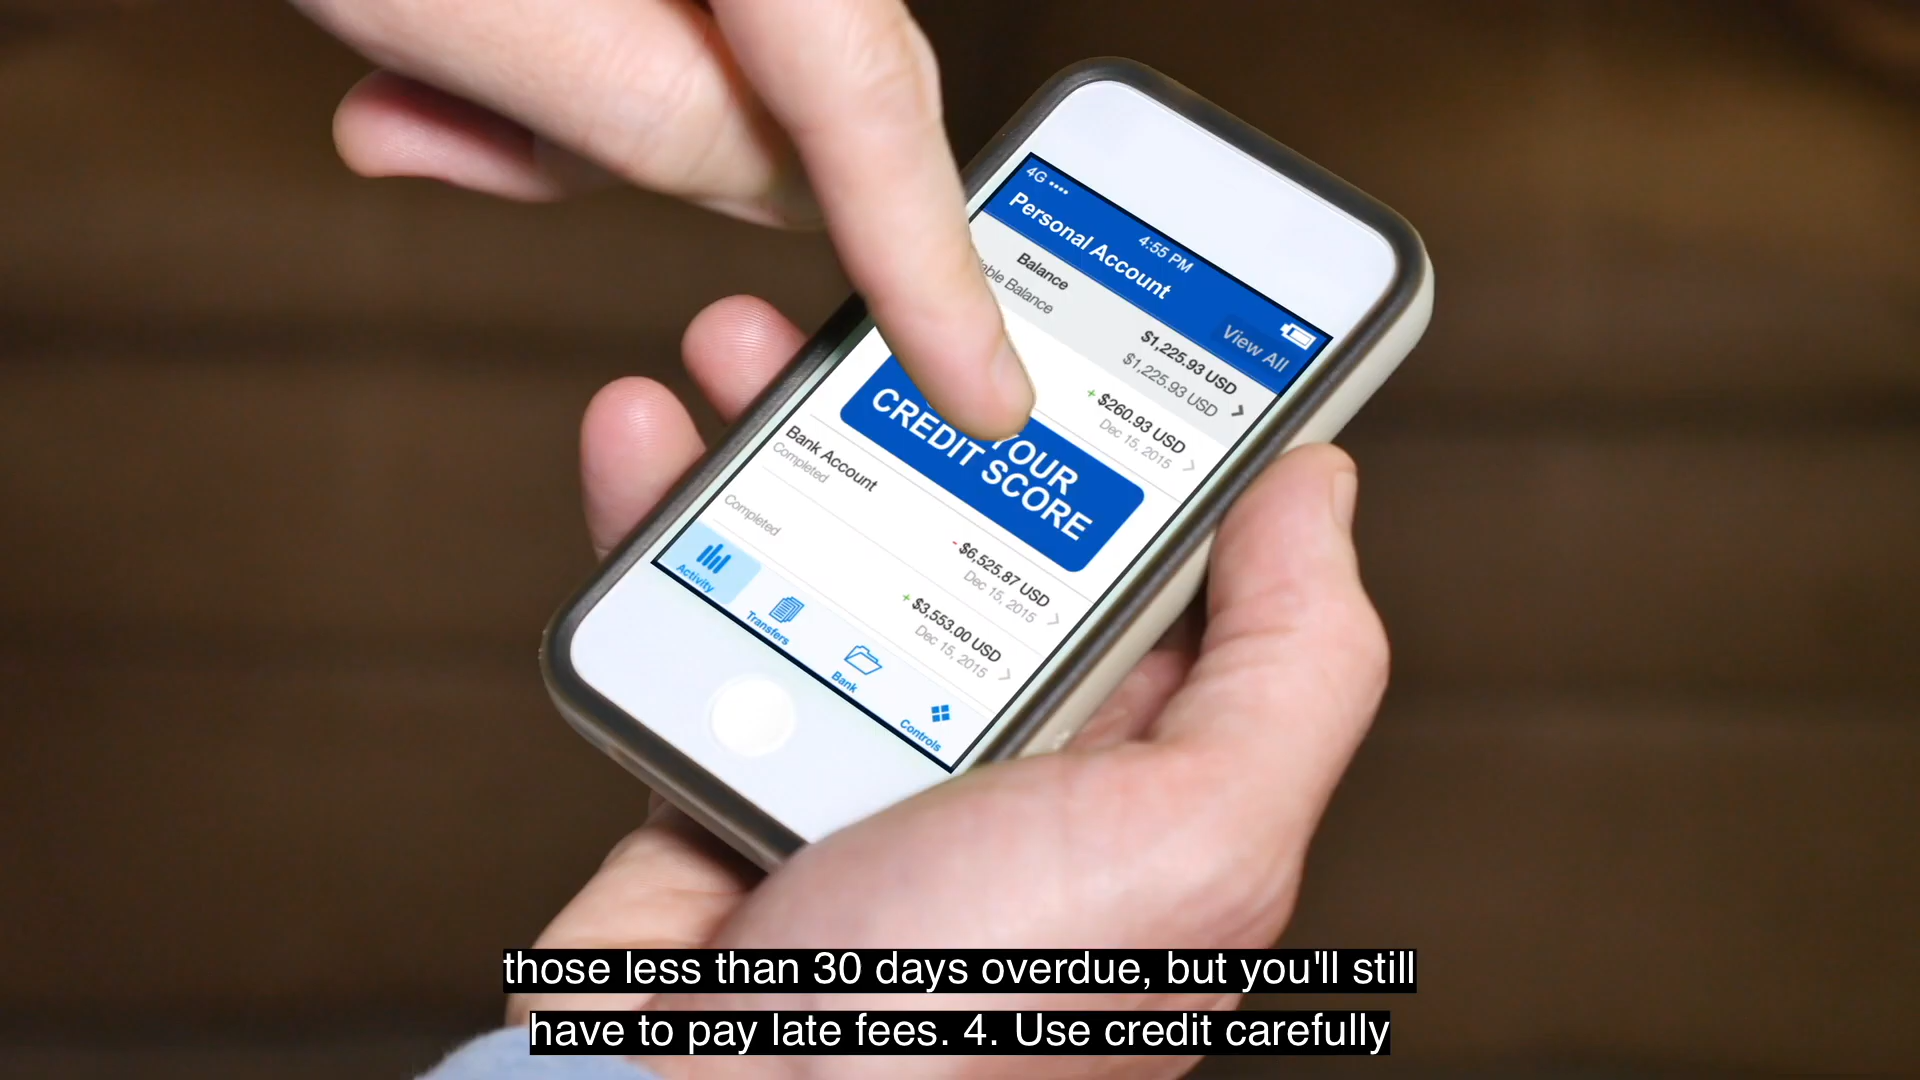 4G
4:55 PM
Personal Account
View All
Balance
$1,225.93 USD
Balance
$1,225.93 USD
+ $260.93 USD
Dec 15, 2015
YOUR
CREDIT SCORE
Bank Account
- $6,525.87 USD
Completed
Dec 15, 2015
+ $3,553.00 USD
Completed
Dec 15, 2015
Activity
Transfers
Bank
Controls
those less than 30 days overdue, but you'll still
have to pay late fees. 4. Use credit carefully